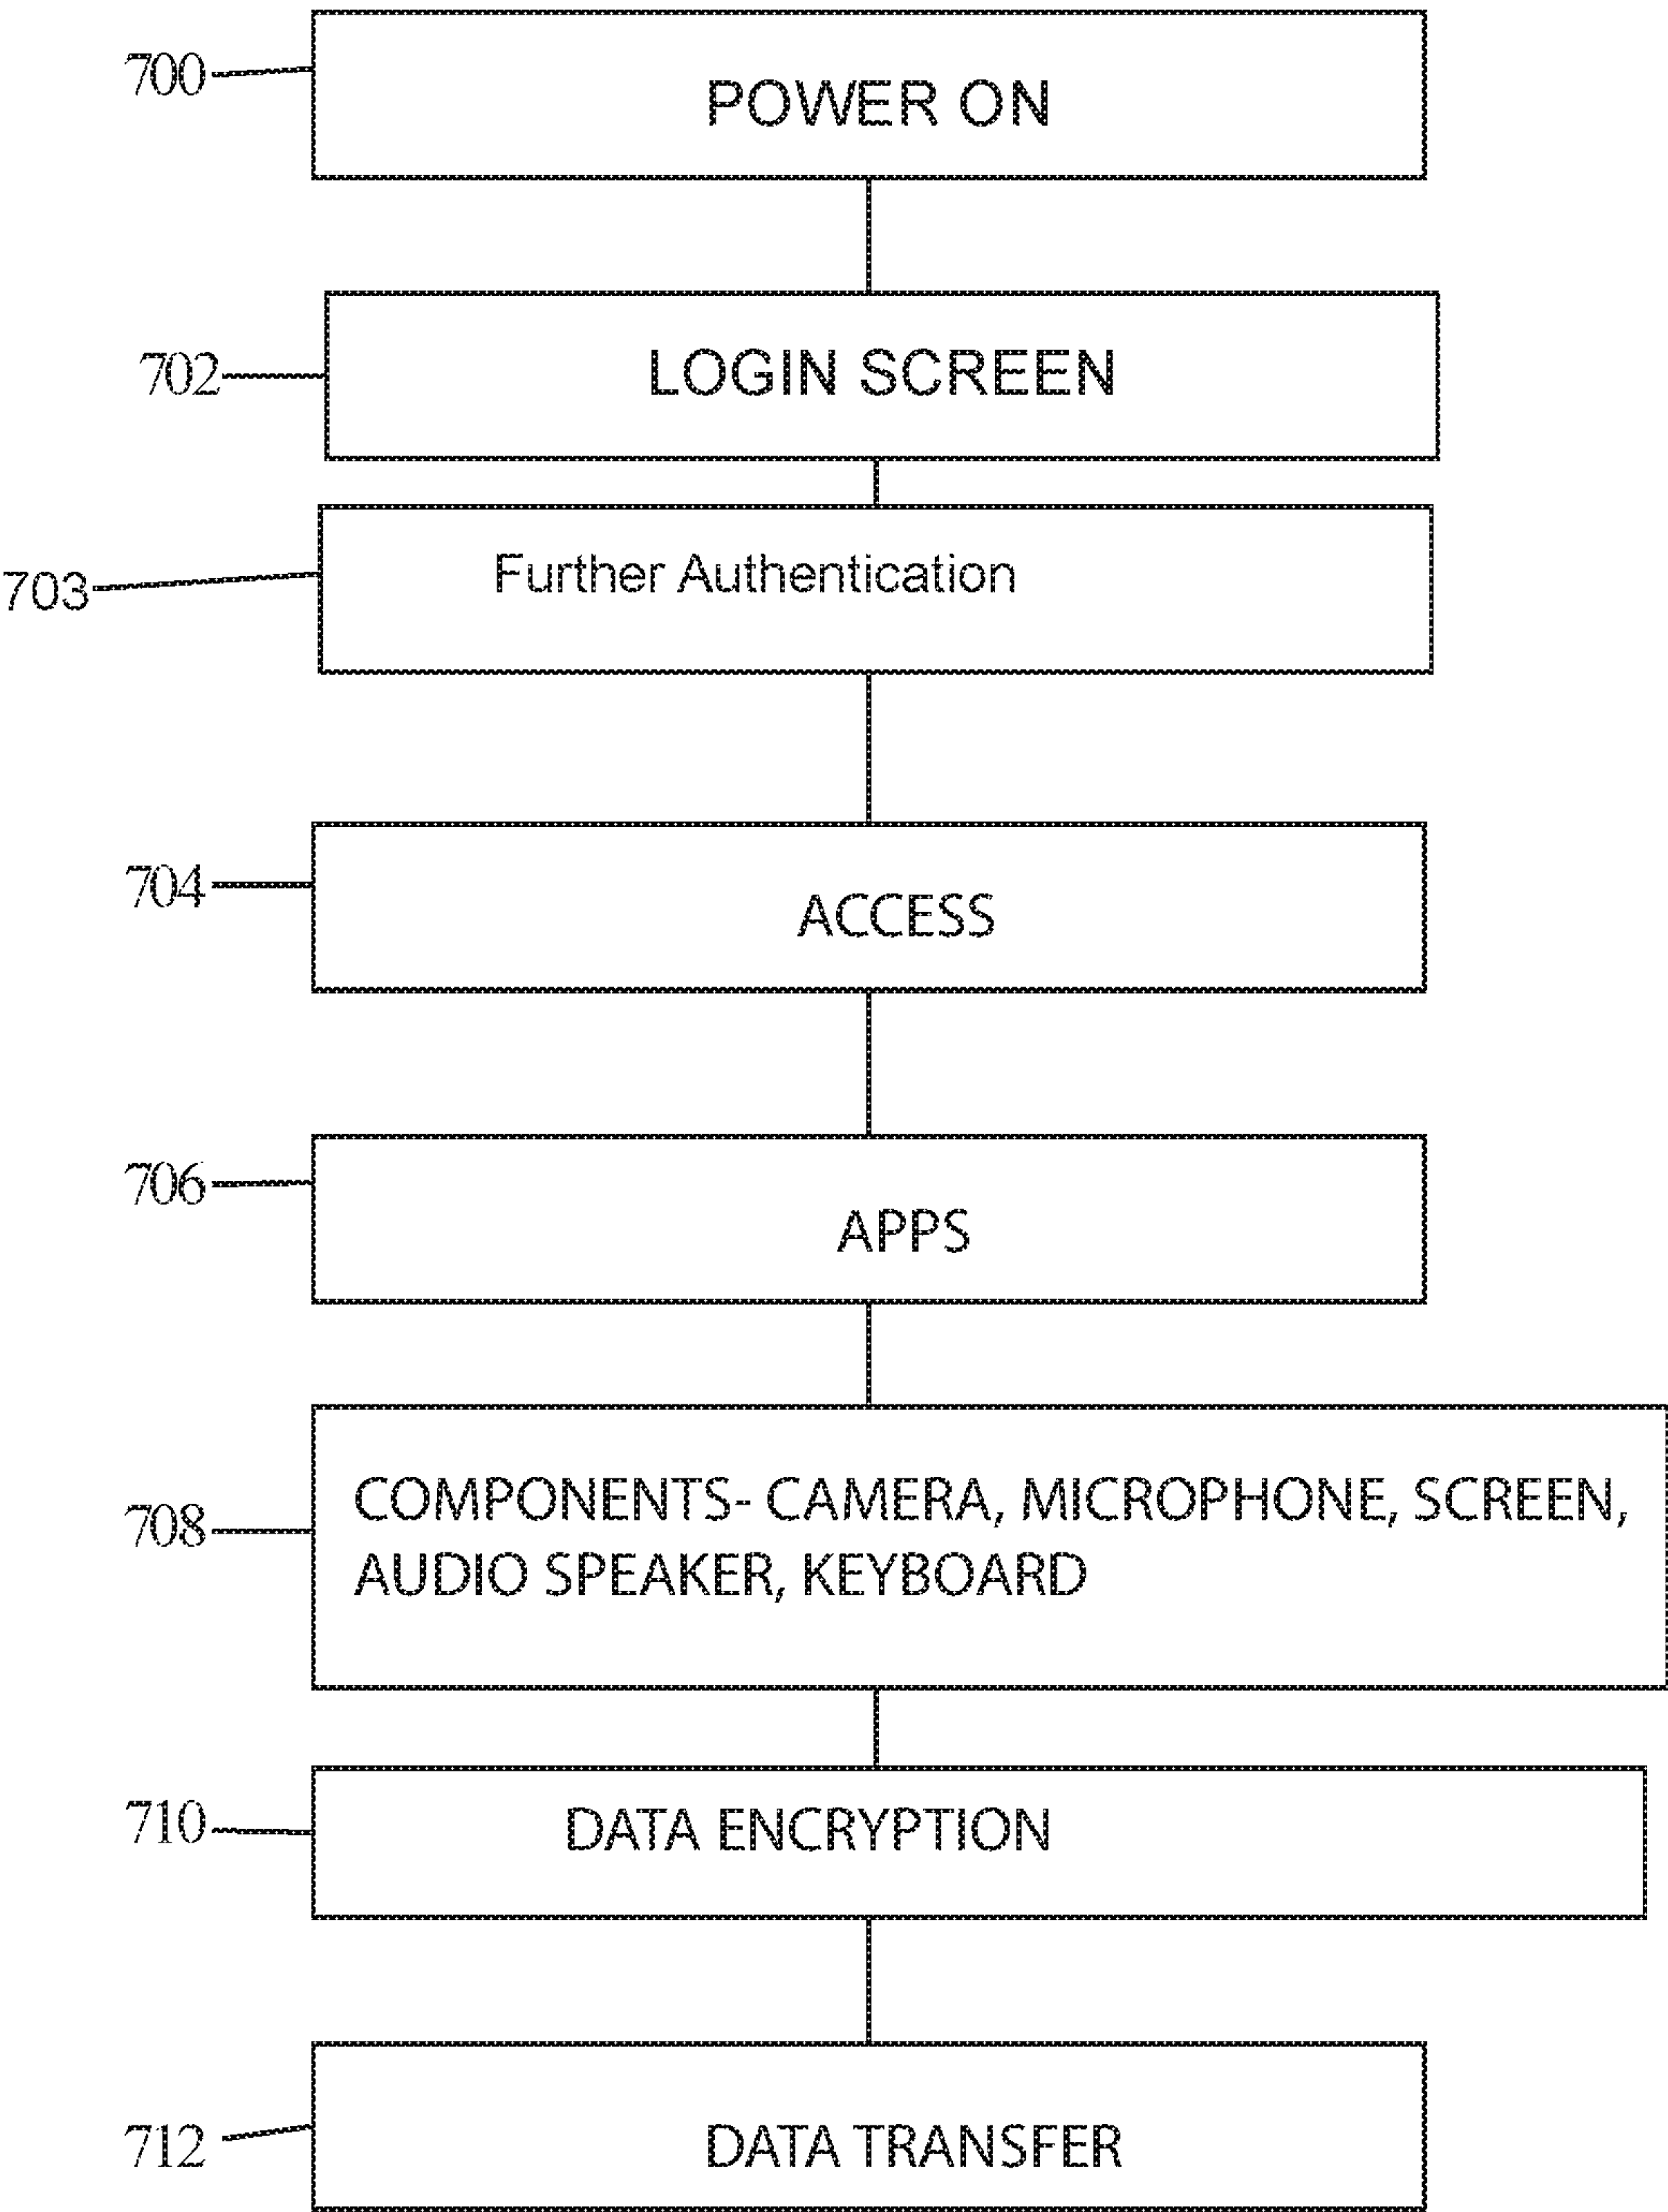 700
POWER ON
702
LOGIN SCREEN
703
Further Authentication
704
ACCESS
706
APPS
708
COMPONENTS- CAMERA, MICROPHONE, SCREEN,
AUDIO SPEAKER, KEYBOARD
710
DATA ENCRYPTION
712
DATA TRANSFER